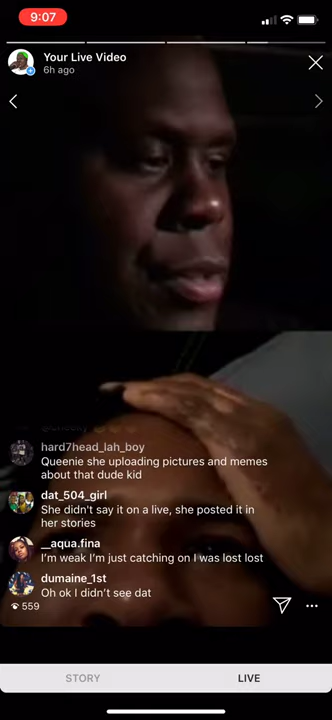 9:07
Your Live Video
6h ago
hard7head_lah_boy
Queenie she uploading pictures and memes
about that dude kid
dat_504_girl
She didn't say it on a live, she posted it in
her stories
__aqua.fina
I'm weak I'm just catching on I was lost lost
dumaine_1st
Oh ok I didn't see dat
559
STORY
LIVE